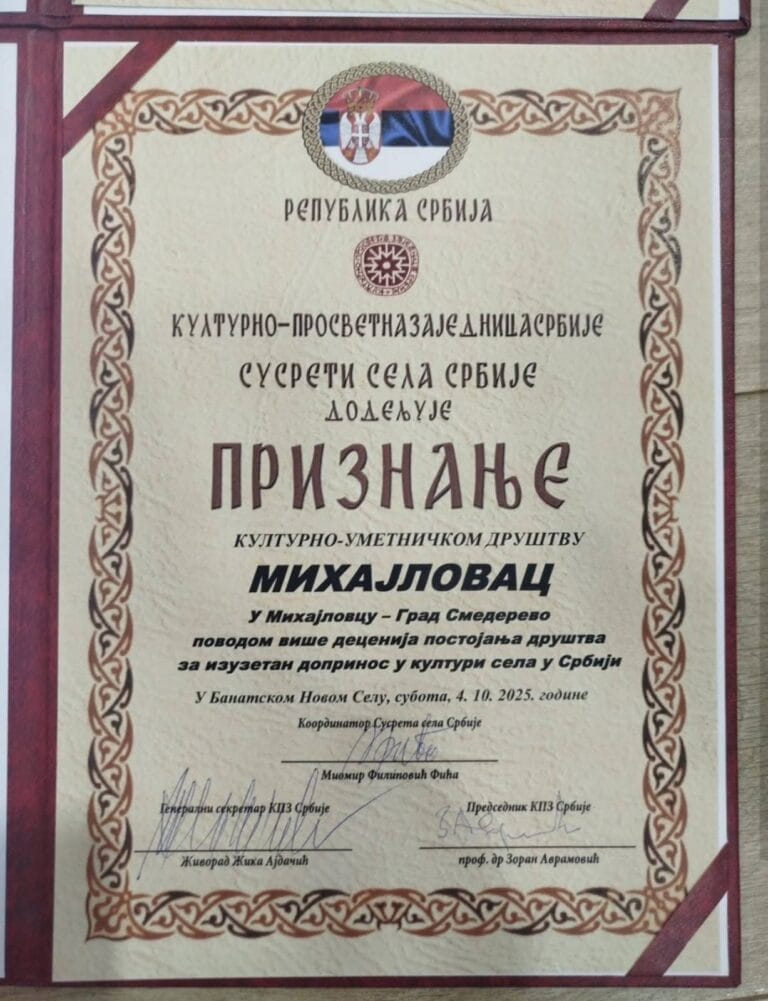 РЕПУБЛИКА СРБИЈА
КУЛТУРНО-ПРОСВЕТНАЗАЈЕДНИЦАСРБИЈЕ
СУСРЕТИ СЕЛА СРБИЈЕ
ДОДЕЉУЈЕ
ПРИЗНАЊЕ
КУЛТУРНО-УМЕТНИЧКОМ ДРУШТВУ
МИХАЈЛОВАЦ
У Михајловцу – Град Смедерево
поводом више деценија постојања друштва
за изузетан допринос у култури села у Србији
У Банатском Новом Селу, субота, 4. 10. 2025. године
Координатор Сусрета села Србије
Миомир Филиповић Фића
Генерални секретар КПЗ Србије Председник КПЗ Србије
Живорад Жика Ајдачић проф. др Зоран Аврамовић